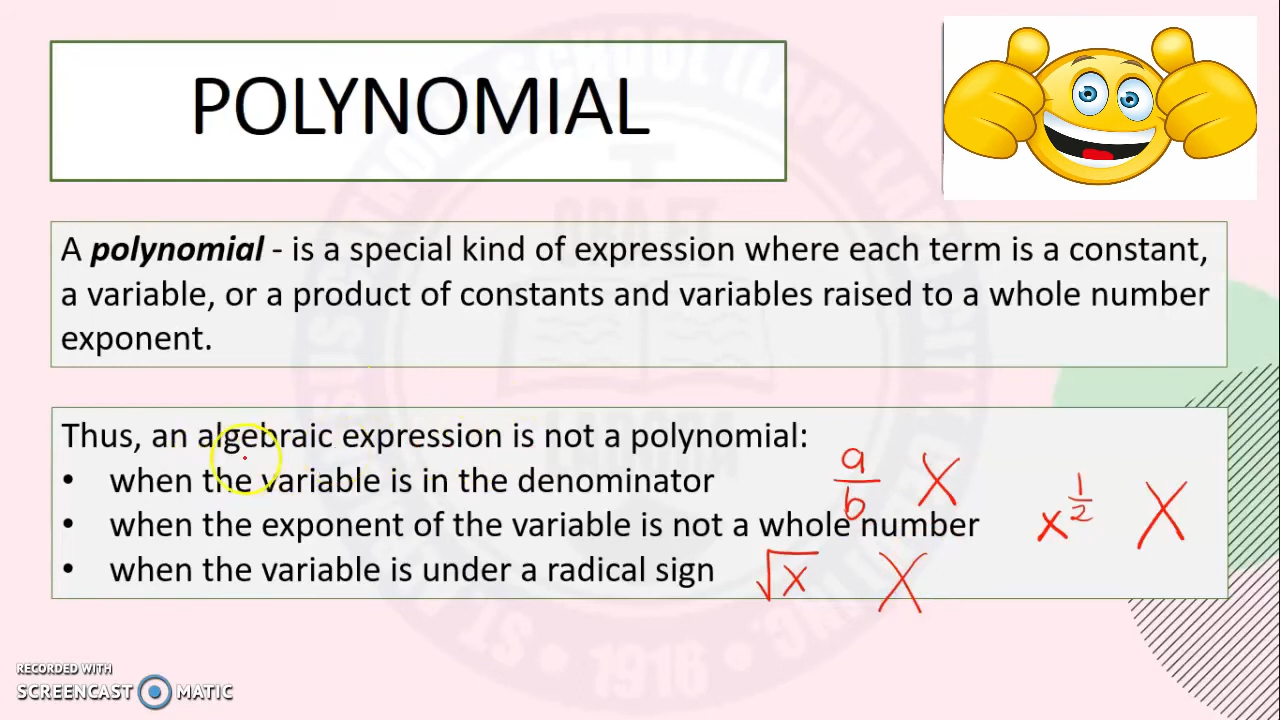 POLYNOMIAL
A polynomial - is a special kind of expression where each term is a constant,
a variable, or a product of constants and variables raised to a whole number
exponent.
Thus, an algebraic expression is not a polynomial:
• when the variable is in the denominator
a/b X
• when the exponent of the variable is not a whole number
x^1/2 X
• when the variable is under a radical sign √x X
RECORDED WITH
SCREENCAST MATIC
1916